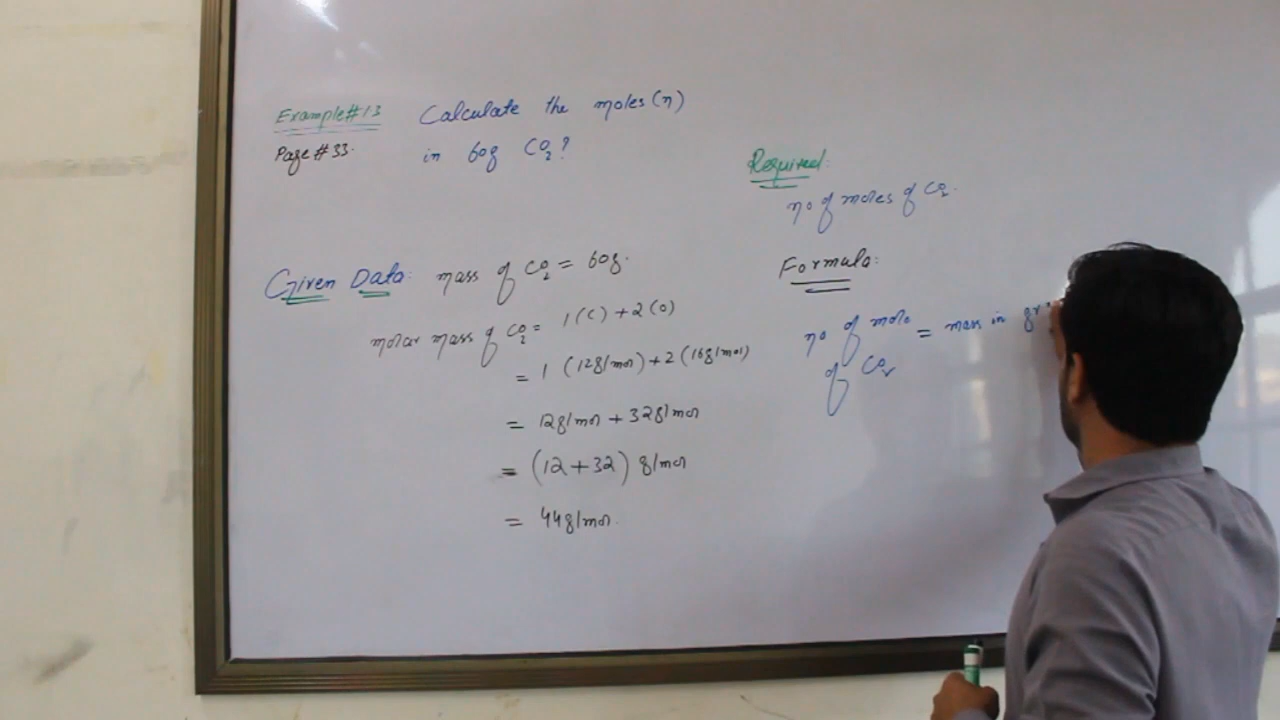 Example#13 Calculate the moles(n)
Page#33. in 60g CO2?
Given Data: mass of CO2 = 60g.
molar mass of CO2 = 1(C) + 2(O)
= 1 (12g/mol) + 2(16g/mol)
= 12g/mol + 32g/mol
= (12+32) g/mol
= 44g/mol.
Required:
no of moles of CO2.
Formula:
no of mole = mass in
of CO2